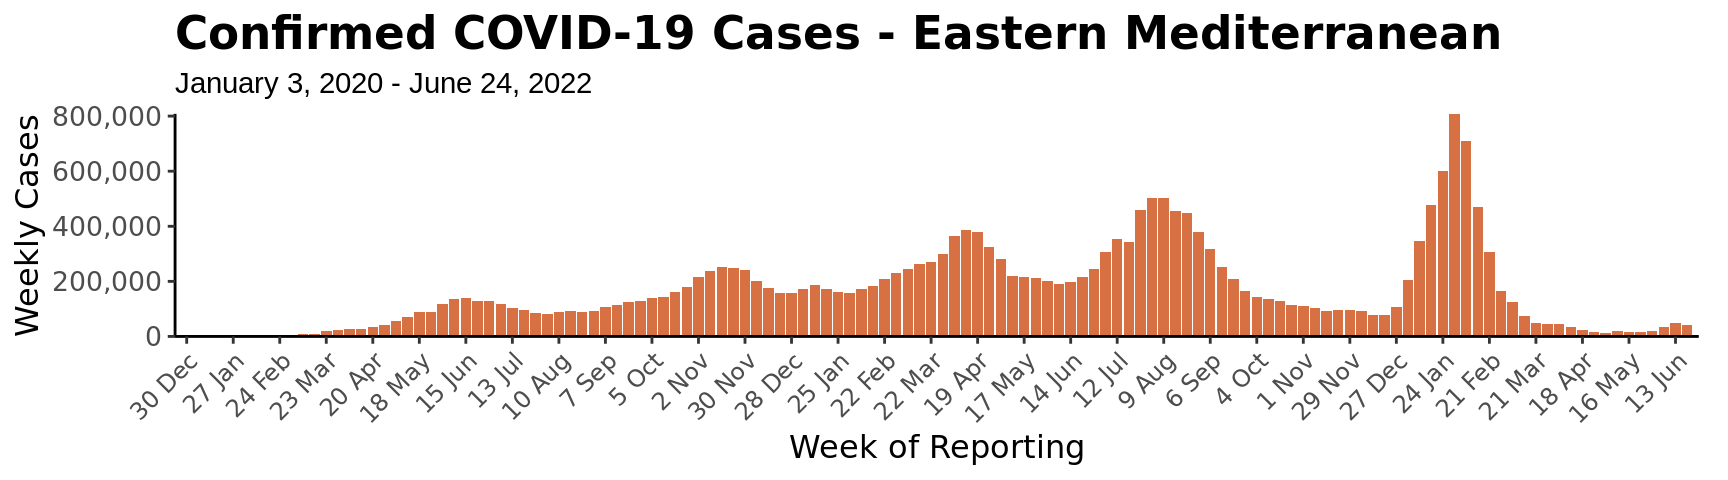 Confirmed COVID-19 Cases - Eastern Mediterranean
January 3, 2020 - June 24, 2022
Weekly Cases
800,000
600,000
400,000
200,000
0
30 Dec
27 Jan
24 Feb
23 Mar
20 Apr
18 May
15 Jun
13 Jul
10 Aug
7 Sep
5 Oct
2 Nov
30 Nov
28 Dec
25 Jan
22 Feb
22 Mar
19 Apr
17 May
14 Jun
12 Jul
9 Aug
6 Sep
4 Oct
1 Nov
29 Nov
27 Dec
24 Jan
21 Feb
21 Mar
18 Apr
16 May
13 Jun
Week of Reporting